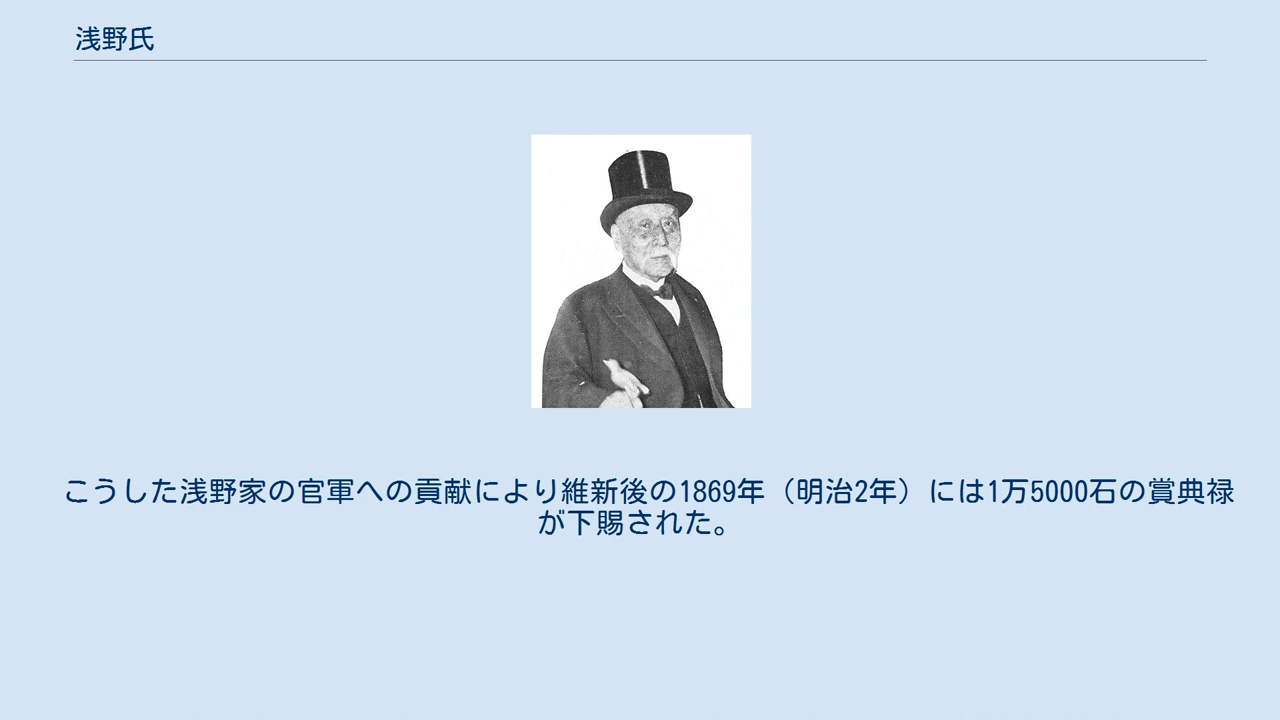 浅野氏
こうした浅野家の官軍への貢献により維新後の1869年（明治2年）には1万5000石の賞典禄
が下賜された。